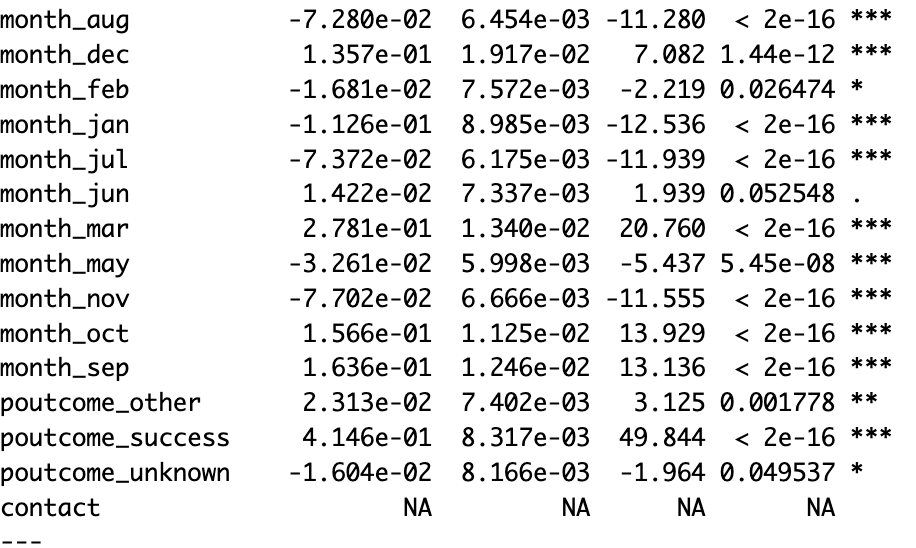 month_aug -7.280e-02 6.454e-03 -11.280 < 2e-16 ***
month_dec 1.357e-01 1.917e-02 7.082 1.44e-12 ***
month_feb -1.681e-02 7.572e-03 -2.219 0.026474 *
month_jan -1.126e-01 8.985e-03 -12.536 < 2e-16 ***
month_jul -7.372e-02 6.175e-03 -11.939 < 2e-16 ***
month_jun 1.422e-02 7.337e-03 1.939 0.052548 .
month_mar 2.781e-01 1.340e-02 20.760 < 2e-16 ***
month_may -3.261e-02 5.998e-03 -5.437 5.45e-08 ***
month_nov -7.702e-02 6.666e-03 -11.555 < 2e-16 ***
month_oct 1.566e-01 1.125e-02 13.929 < 2e-16 ***
month_sep 1.636e-01 1.246e-02 13.136 < 2e-16 ***
poutcome_other 2.313e-02 7.402e-03 3.125 0.001778 **
poutcome_success 4.146e-01 8.317e-03 49.844 < 2e-16 ***
poutcome_unknown -1.604e-02 8.166e-03 -1.964 0.049537 *
contact NA NA NA NA
---